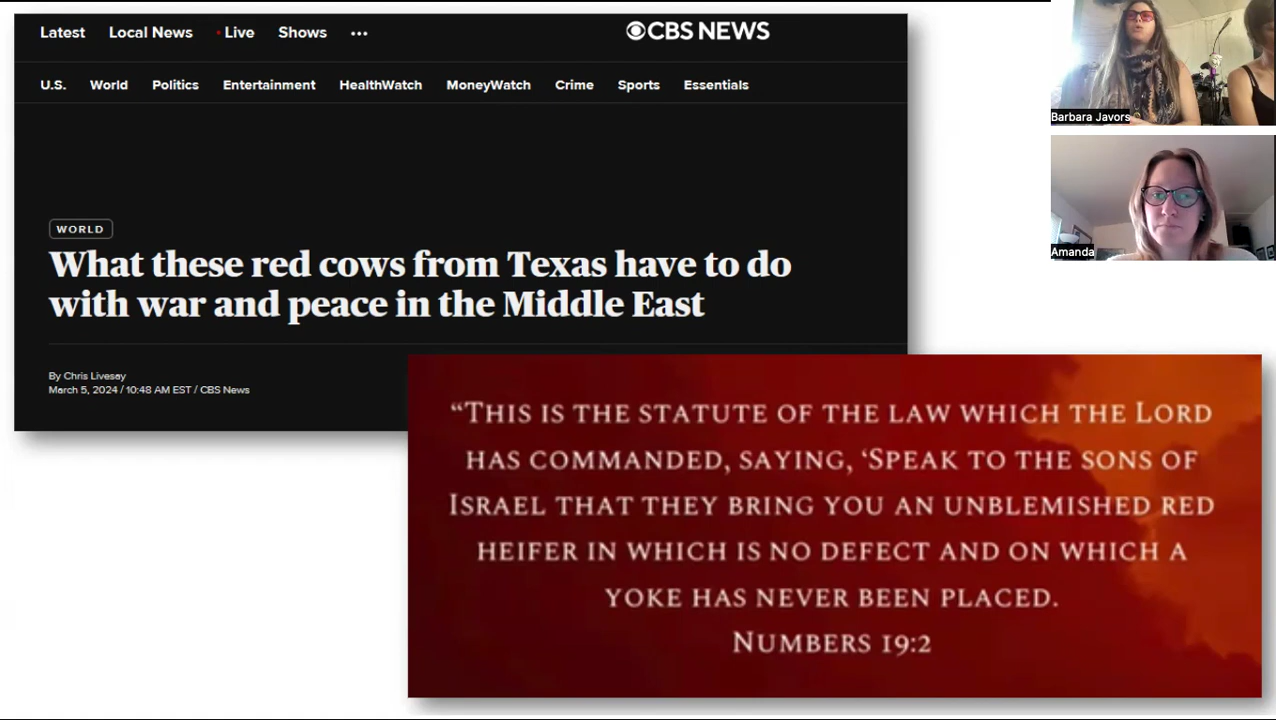 Latest Local News Live Shows •••
CBS NEWS
U.S. World Politics Entertainment HealthWatch MoneyWatch Crime Sports Essentials
WORLD
What these red cows from Texas have to do
with war and peace in the Middle East
By Chris Livesay
March 5, 2024 / 10:48 AM EST / CBS News
“This is the statute of the law which the Lord
has commanded, saying, ‘Speak to the sons of
Israel that they bring you an unblemished red
heifer in which is no defect and on which a
yoke has never been placed.
Numbers 19:2
Barbara Javors
Amanda